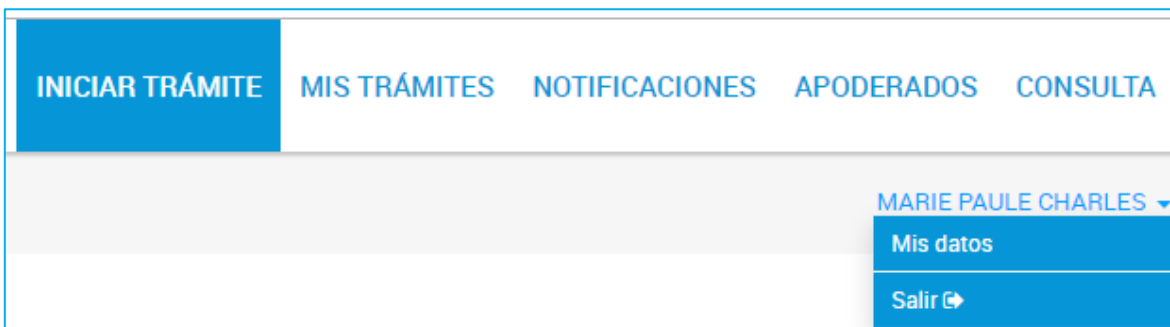 INICIAR TRÁMITE MIS TRÁMITES NOTIFICACIONES APODERADOS CONSULTA
MARIE PAULE CHARLES
Mis datos
Salir